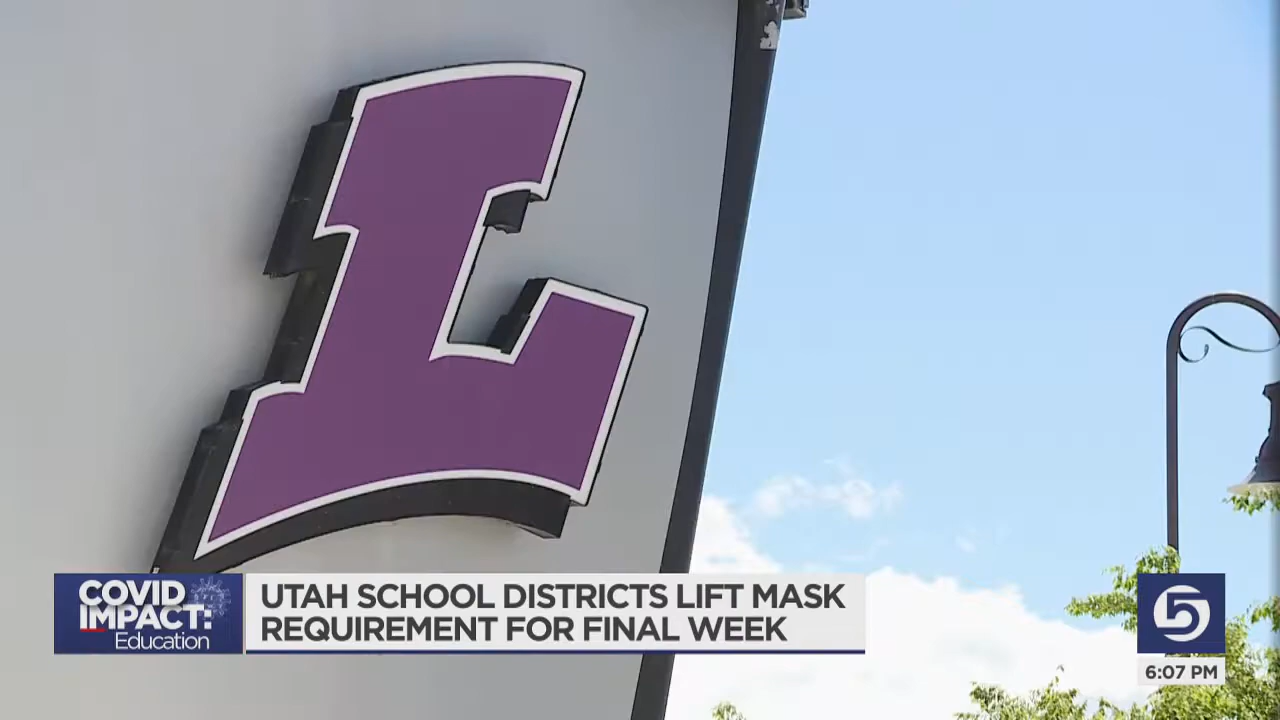 L
COVID
IMPACT:
Education
UTAH SCHOOL DISTRICTS LIFT MASK
REQUIREMENT FOR FINAL WEEK
5
6:07 PM